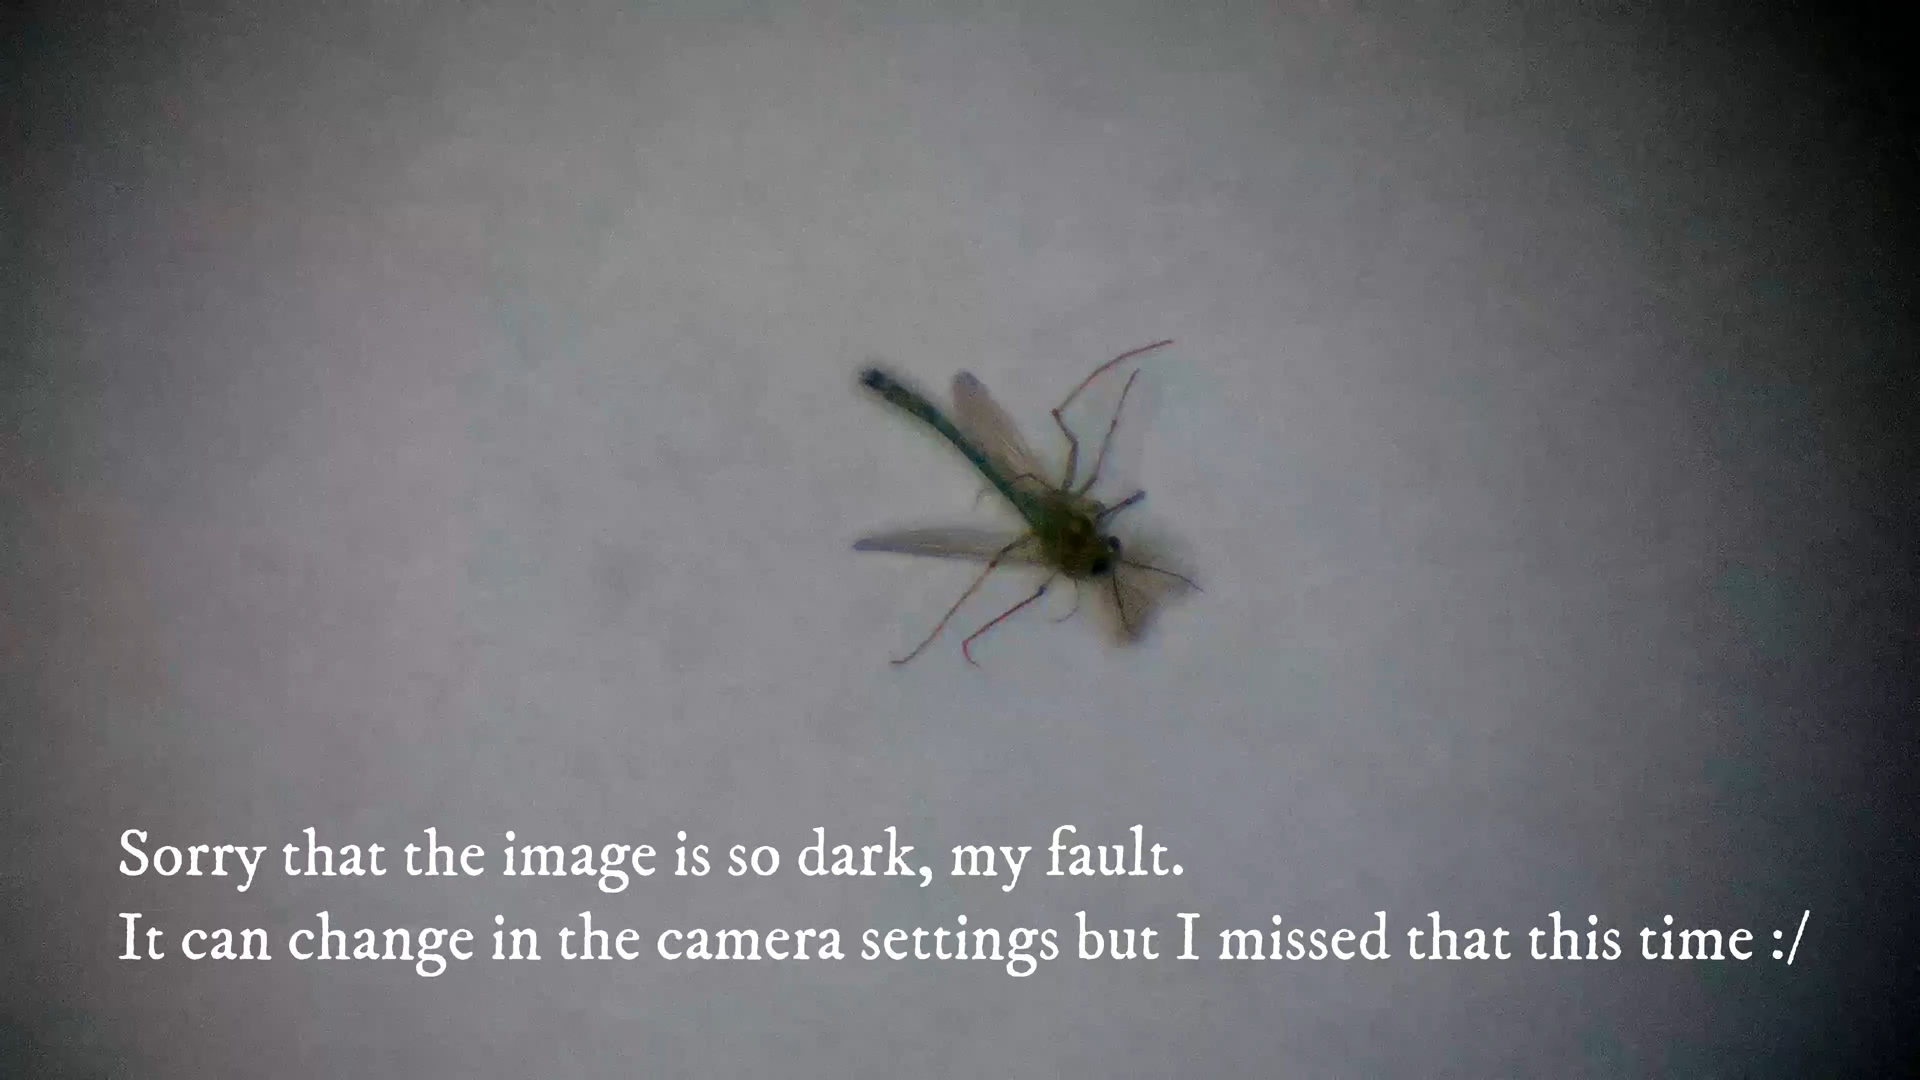 Sorry that the image is so dark, my fault.
It can change in the camera settings but I missed that this time :/